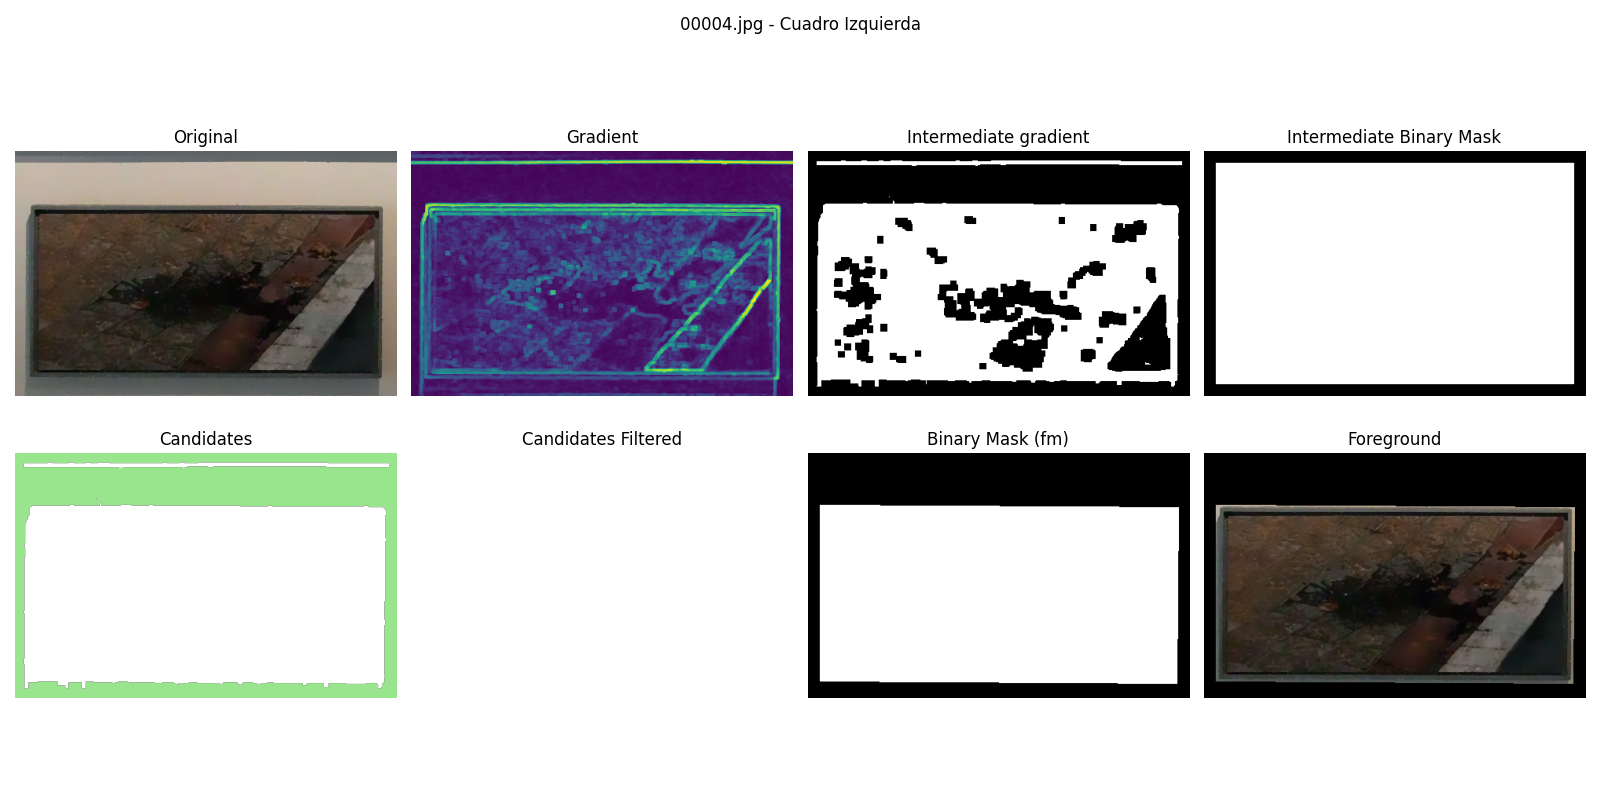 00004.jpg - Cuadro Izquierda
Original
Gradient
Intermediate gradient
Intermediate Binary Mask
Candidates
Candidates Filtered
Binary Mask (fm)
Foreground